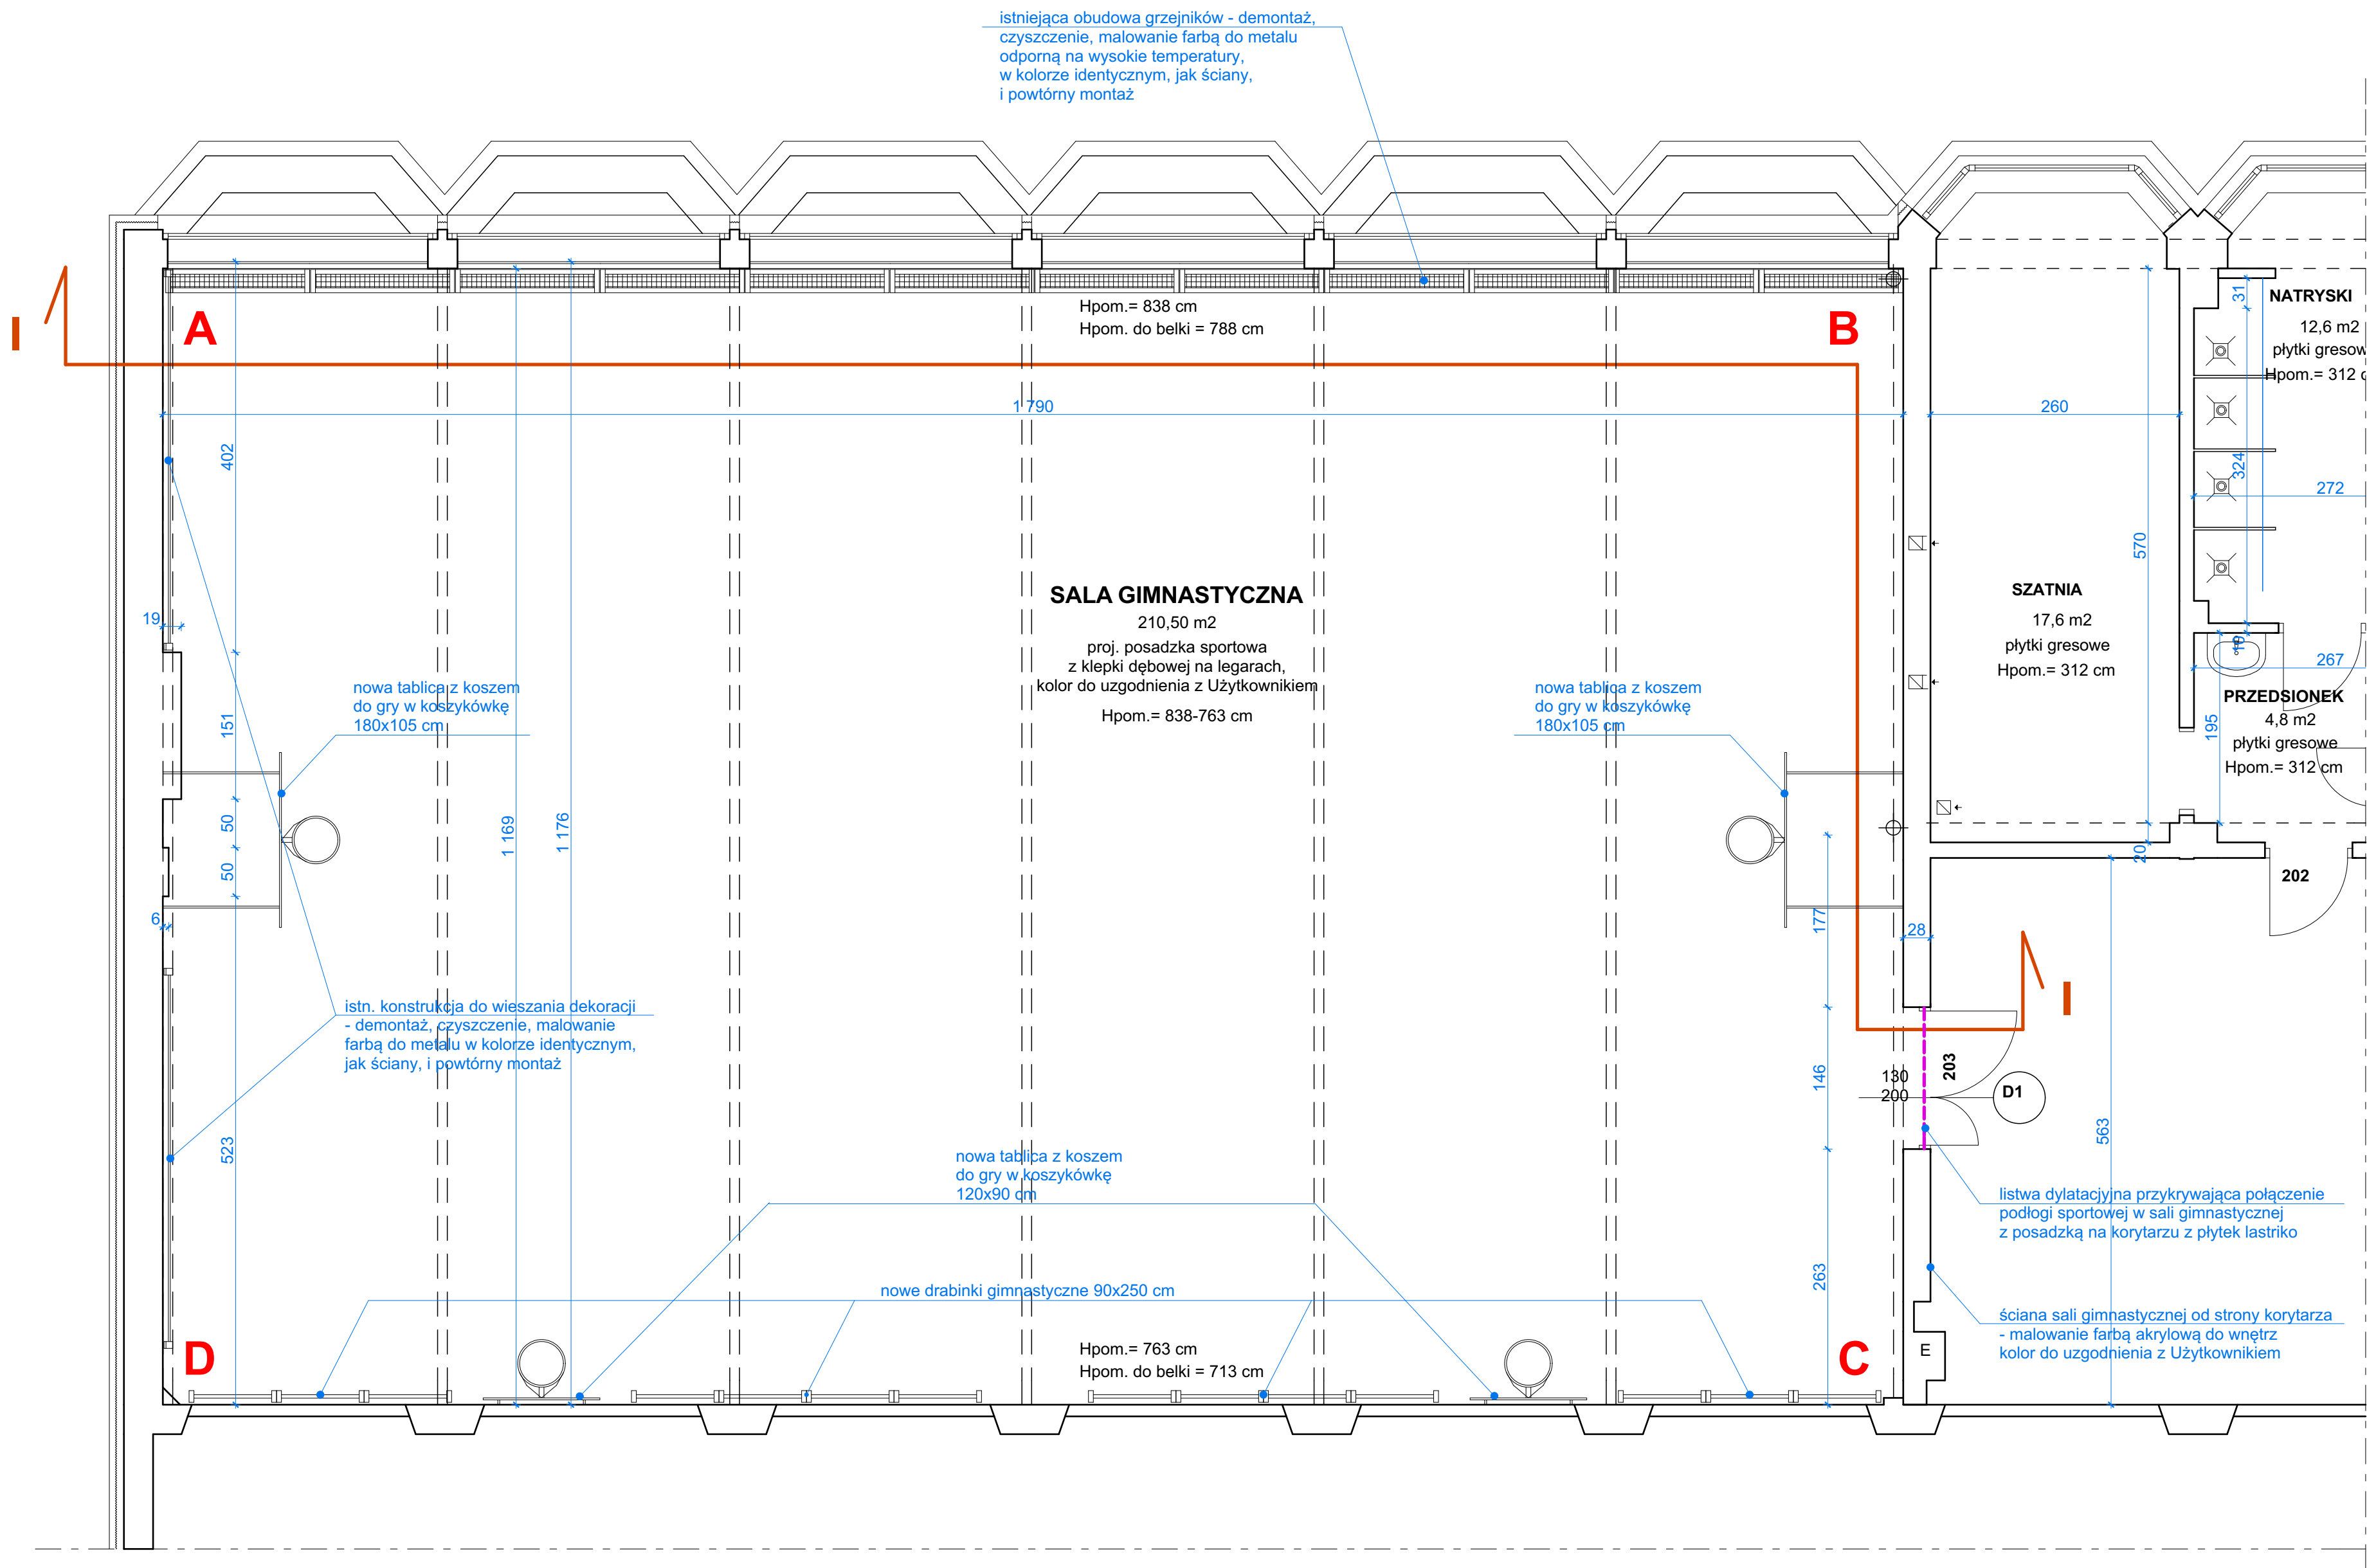 istniejąca obudowa grzejników - demontaż,
czyszczenie, malowanie farbą do metalu
odporną na wysokie temperatury,
w kolorze identycznym, jak ściany,
i powtórny montaż
I
A
Hpom.= 838 cm
Hpom. do belki = 788 cm
B
31
NATRYSKI
12,6 m2
płytki gresow
Hpom.= 312 c
1 790
260
402
324
272
570
SALA GIMNASTYCZNA
210,50 m2
proj. posadzka sportowa
z klepki dębowej na legarach,
kolor do uzgodnienia z Użytkownikiem
Hpom.= 838-763 cm
SZATNIA
17,6 m2
płytki gresowe
Hpom.= 312 cm
19
10
267
nowa tablica z koszem
do gry w koszykówkę
180x105 cm
nowa tablica z koszem
do gry w koszykówkę
180x105 cm
PRZEDSIONEK
4,8 m2
płytki gresowe
Hpom.= 312 cm
151
195
50
1 169
1 176
50
20
202
6
177
28
I
istn. konstrukcja do wieszania dekoracji
- demontaż, czyszczenie, malowanie
farbą do metalu w kolorze identycznym,
jak ściany, i powtórny montaż
146
130
200
203
D1
523
563
nowa tablica z koszem
do gry w koszykówkę
120x90 cm
listwa dylatacjyjna przykrywająca połączenie
podłogi sportowej w sali gimnastycznej
z posadzką na korytarzu z płytek lastriko
263
nowe drabinki gimnastyczne 90x250 cm
ściana sali gimnastycznej od strony korytarza
- malowanie farbą akrylową do wnętrz
kolor do uzgodnienia z Użytkownikiem
D
Hpom.= 763 cm
Hpom. do belki = 713 cm
C
E